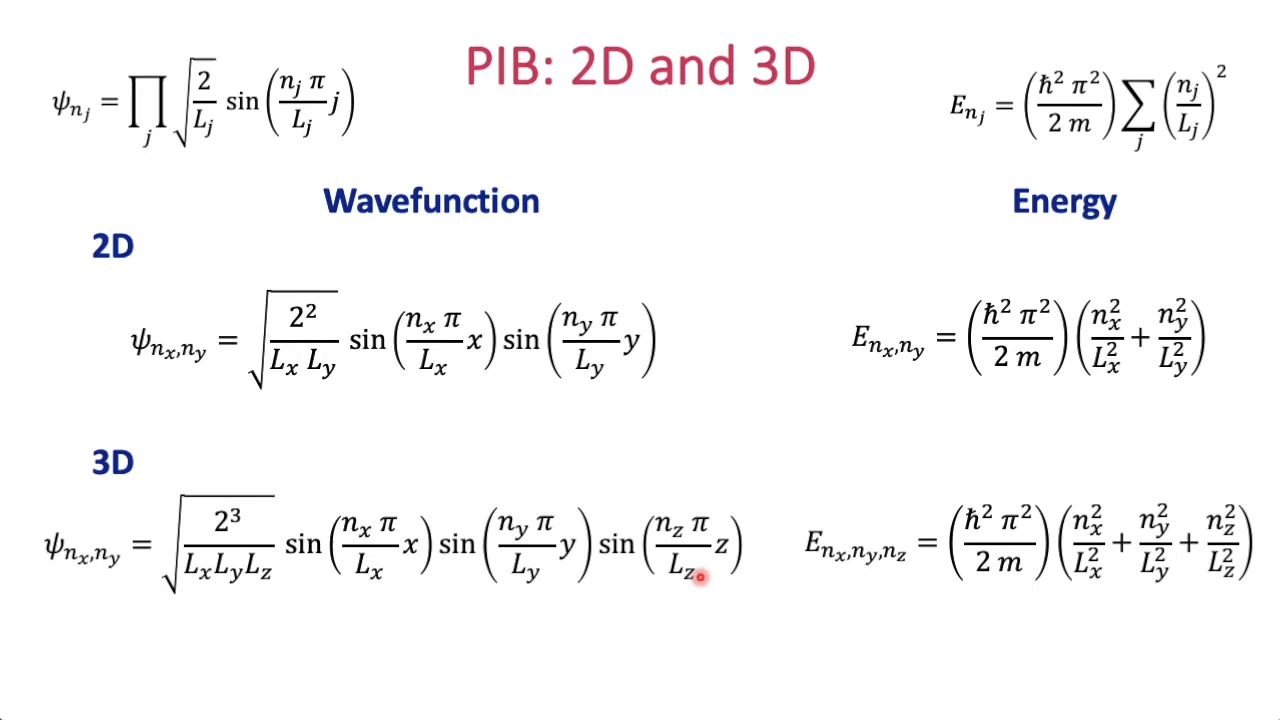 PIB: 2D and 3D
ψ_{n_j} = ∏_j √(2/L_j) sin(n_j π/L_j j)
E_{n_j} = (ℏ² π²/2 m) ∑_j (n_j/L_j)²
Wavefunction Energy
2D
ψ_{n_x,n_y} = √(2²/L_x L_y) sin(n_x π/L_x x) sin(n_y π/L_y y)
E_{n_x,n_y} = (ℏ² π²/2 m) (n_x²/L_x² + n_y²/L_y²)
3D
ψ_{n_x,n_y} = √(2³/L_x L_y L_z) sin(n_x π/L_x x) sin(n_y π/L_y y) sin(n_z π/L_z z)
E_{n_x,n_y,n_z} = (ℏ² π²/2 m) (n_x²/L_x² + n_y²/L_y² + n_z²/L_z²)